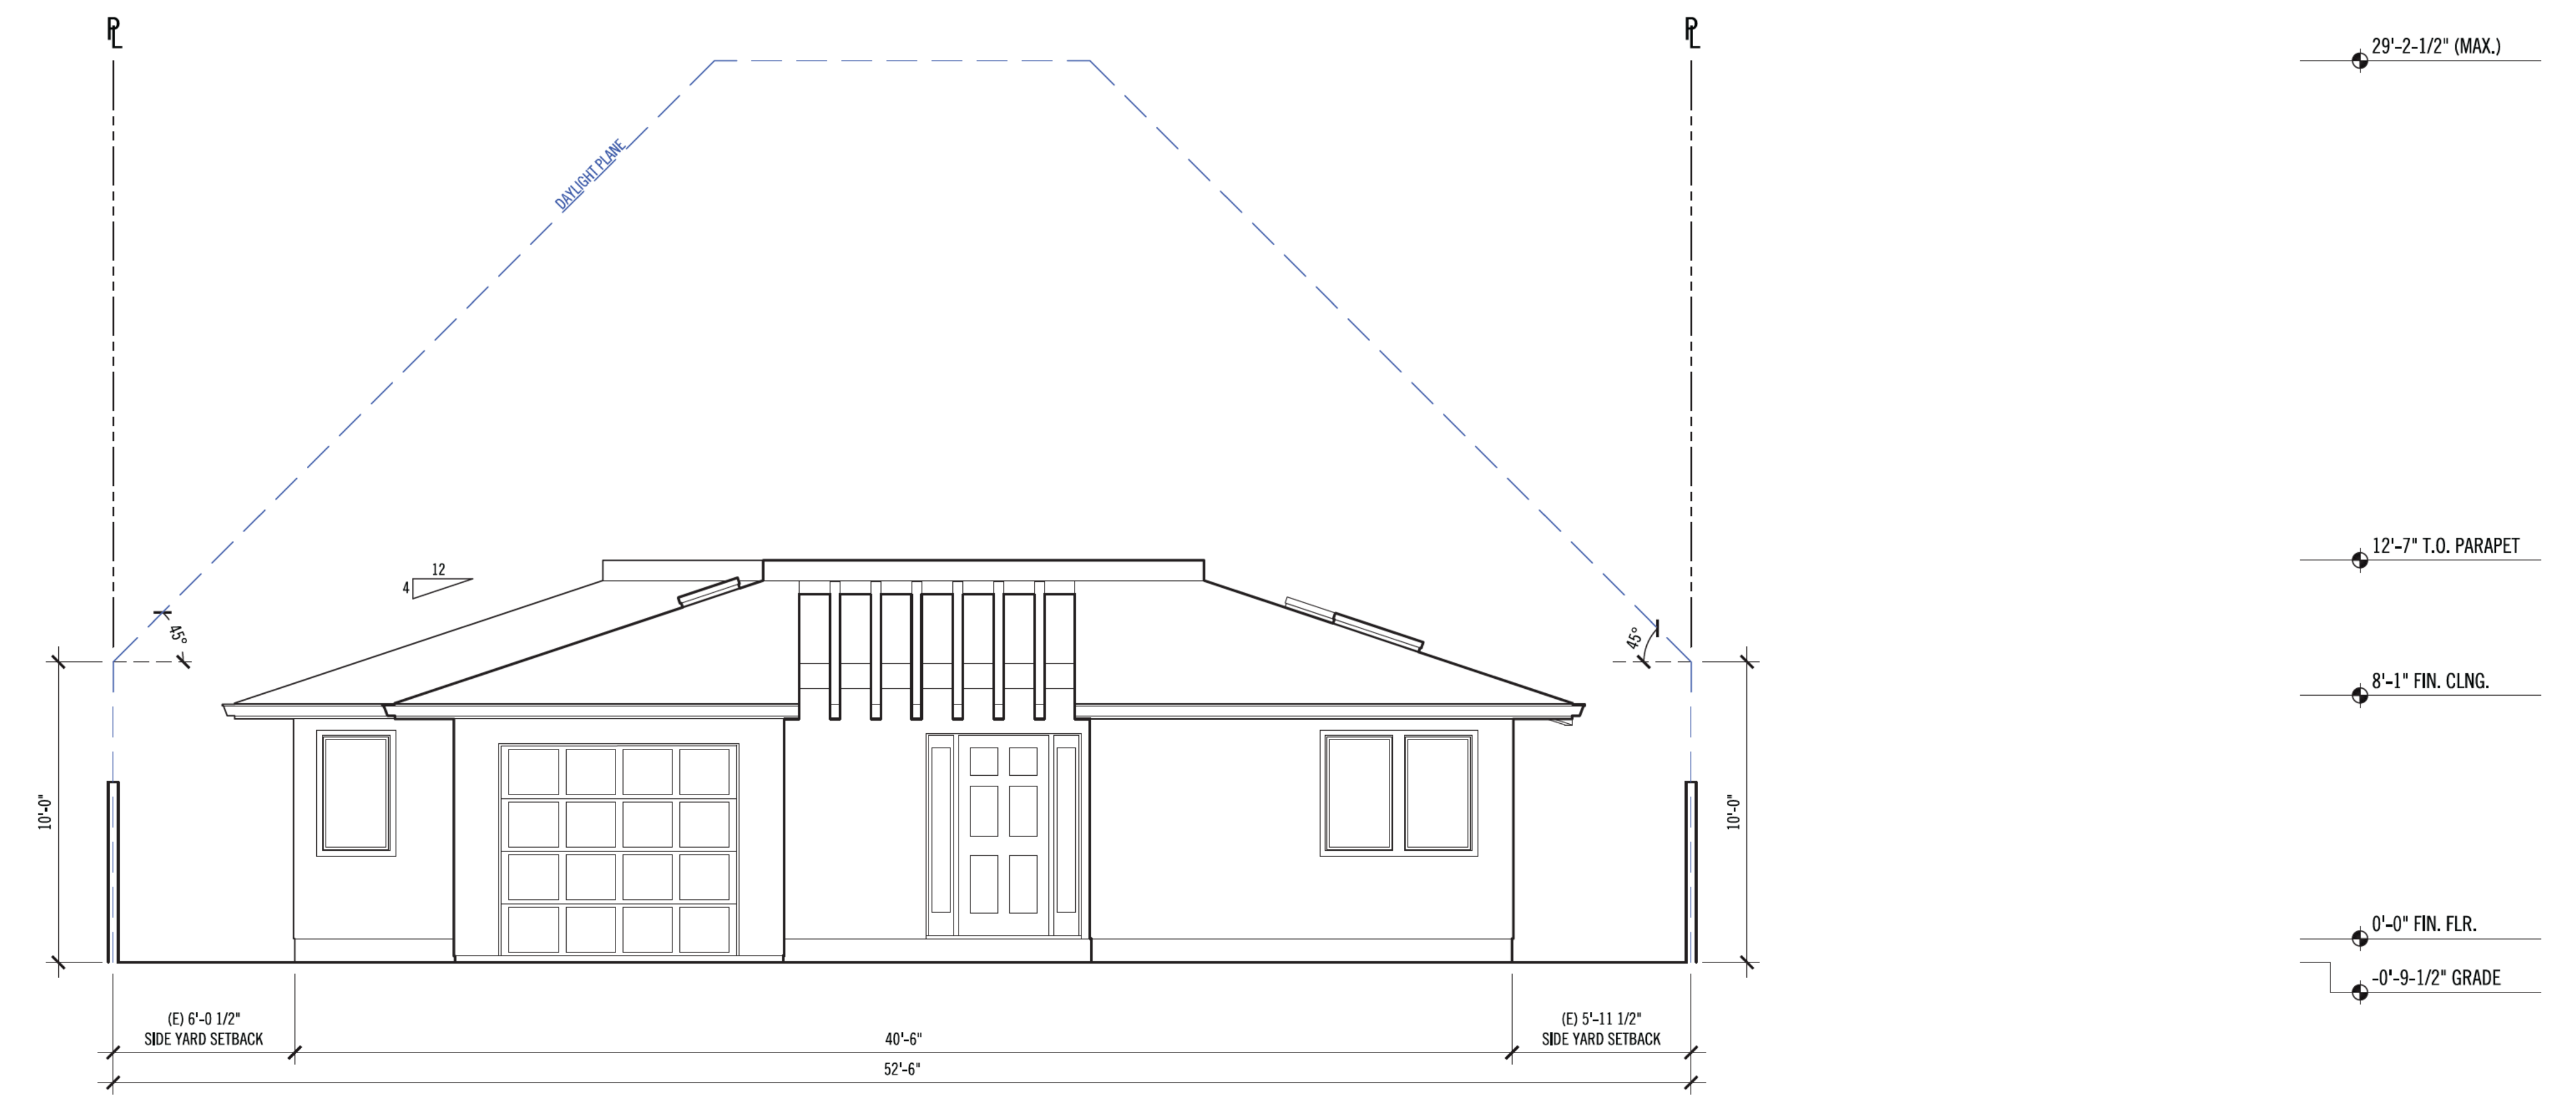 PL
PL
29'-2-1/2" (MAX.)
DAYLIGHT PLANE
12'-7" T.O. PARAPET
12
4
45°
45°
8'-1" FIN. CLNG.
10'-0"
10'-0"
0'-0" FIN. FLR.
-0'-9-1/2" GRADE
(E) 6'-0 1/2"
SIDE YARD SETBACK
40'-6"
(E) 5'-11 1/2"
SIDE YARD SETBACK
52'-6"